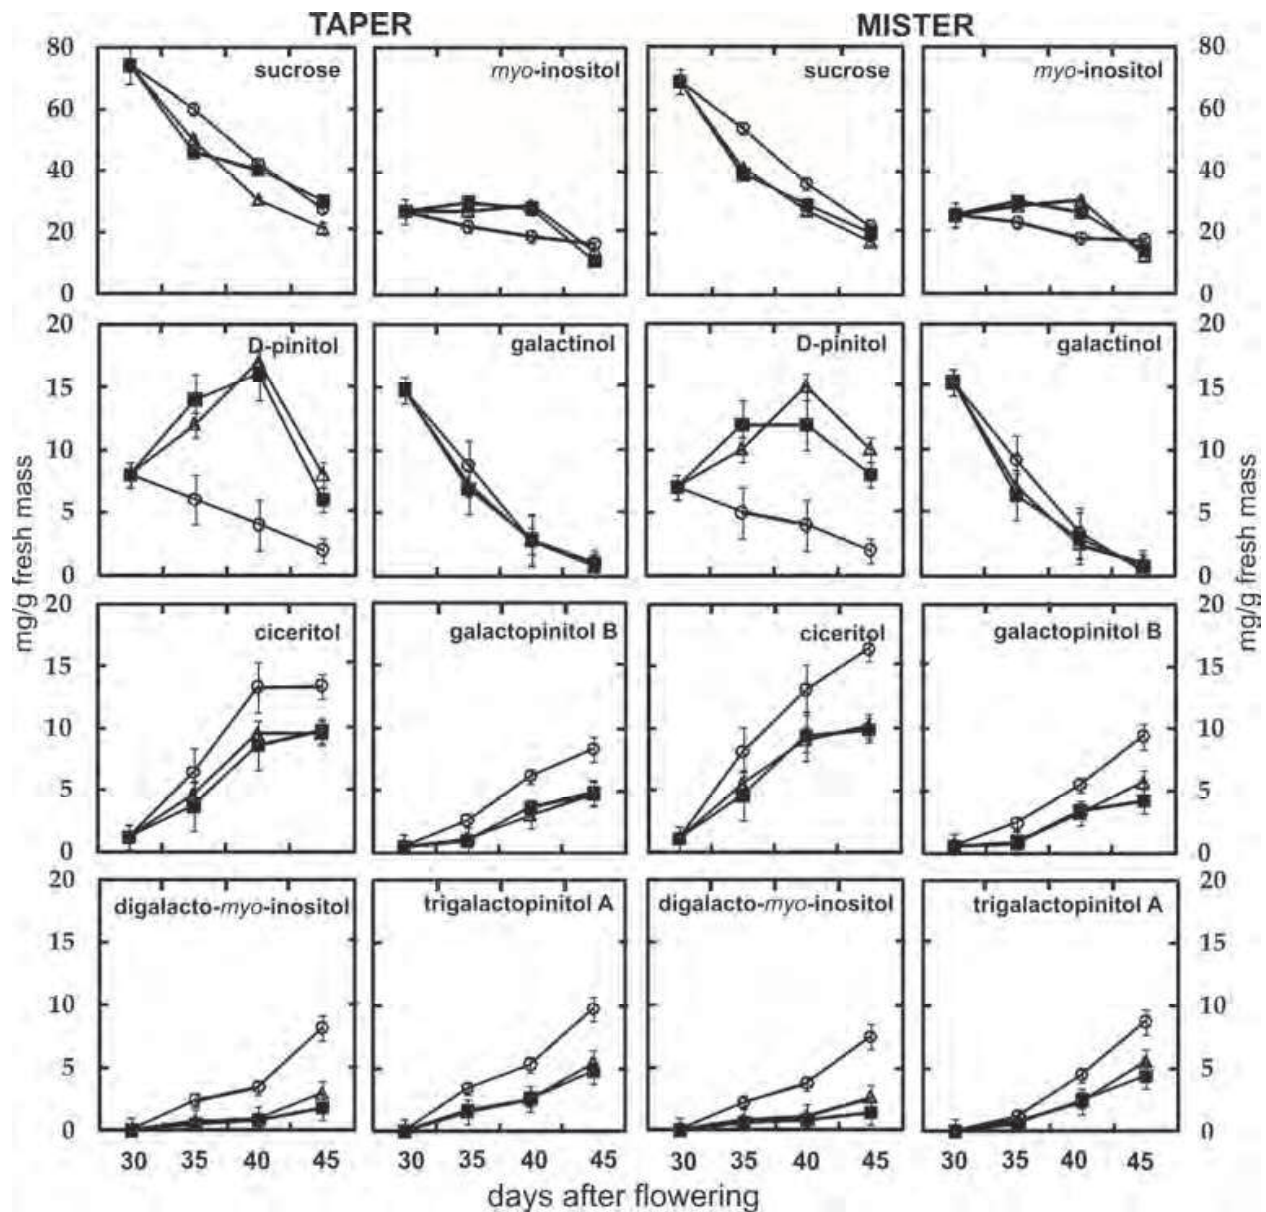 TAPER MISTER
80 sucrose myo-inositol sucrose myo-inositol 80
60 60
40 40
20 20
0 0
20 D-pinitol galactinol D-pinitol galactinol 20
15 15
10 10
5 5
0 0
mg/g fresh mass mg/g fresh mass
20 ciceritol galactopinitol B ciceritol galactopinitol B 20
15 15
10 10
5 5
0 0
20 digalacto-myo-inositol trigalactopinitol A digalacto-myo-inositol trigalactopinitol A 20
15 15
10 10
5 5
0 0
30 35 40 45 30 35 40 45 30 35 40 45 30 35 40 45
days after flowering